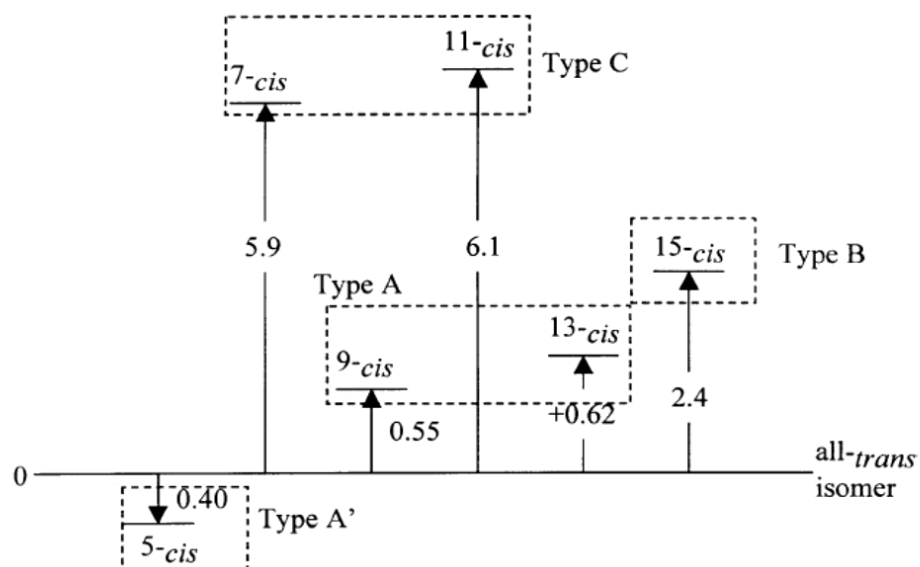 11-cis
Type C
7-cis
5.9
6.1
15-cis
Type B
Type A
13-cis
9-cis
+0.62
2.4
0.55
all-trans
isomer
0
0.40
Type A’
5-cis